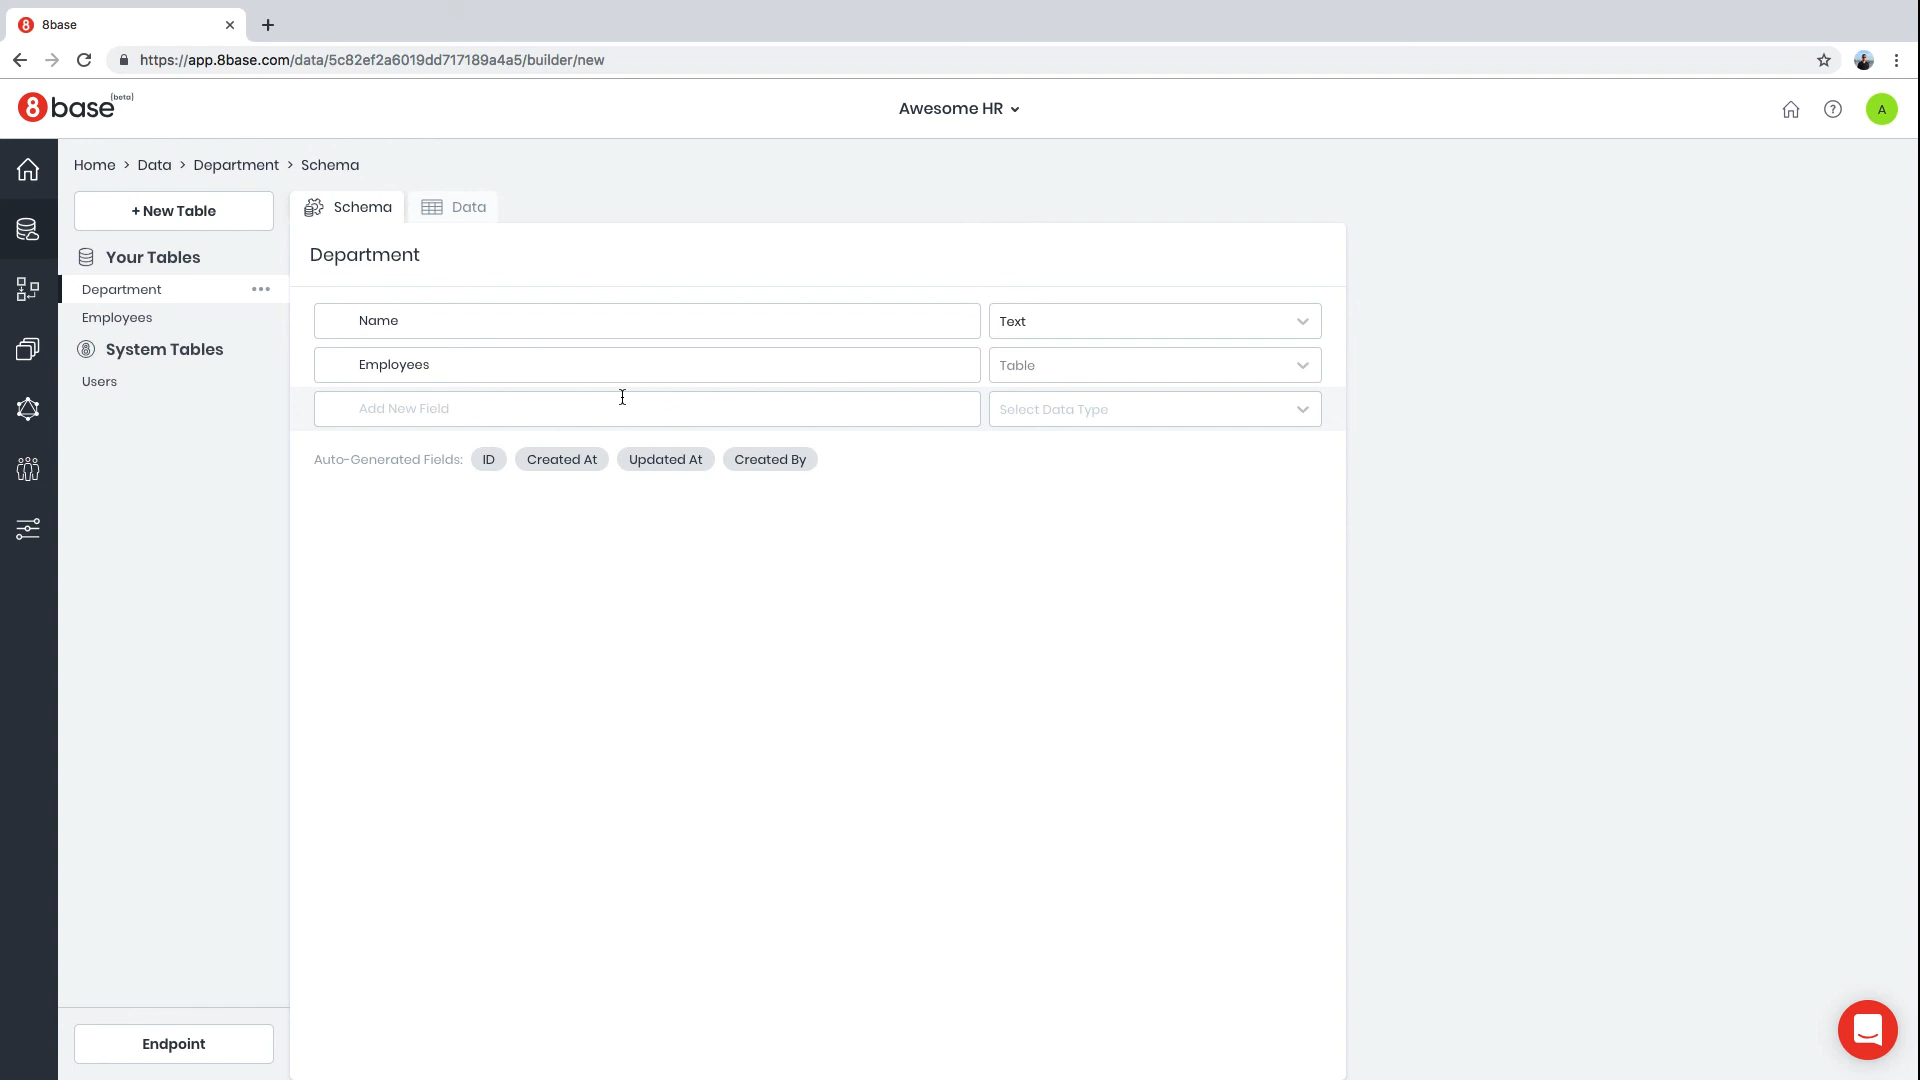 8base
https://app.8base.com/data/5c82ef2a6019dd717189a4a5/builder/new
8base (beta)
Awesome HR
A
Home > Data > Department > Schema
+ New Table
Schema
Data
Your Tables
Department
Department
Employees
System Tables
Users
Name
Text
Employees
Table
Add New Field
Select Data Type
Auto-Generated Fields: ID Created At Updated At Created By
Endpoint